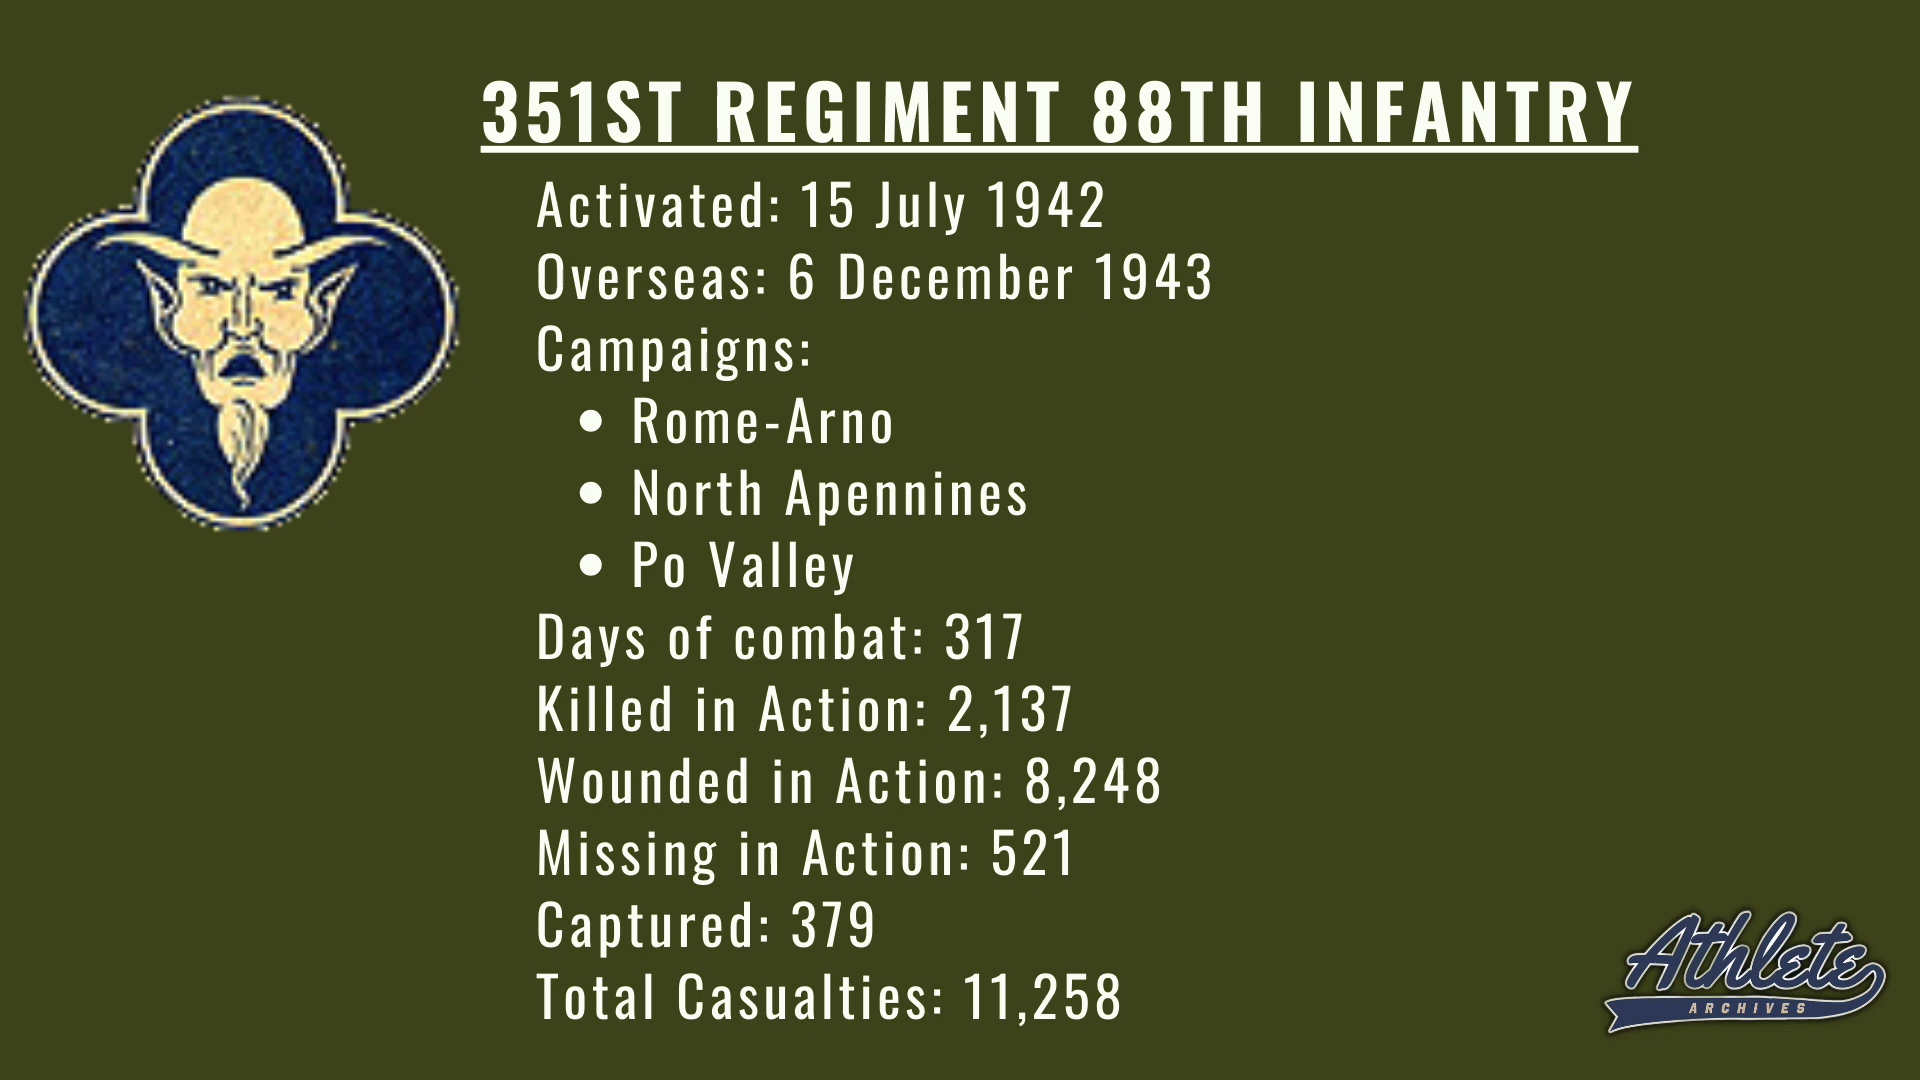 351ST REGIMENT 88TH INFANTRY
Activated: 15 July 1942
Overseas: 6 December 1943
Campaigns:
• Rome-Arno
• North Apennines
• Po Valley
Days of combat: 317
Killed in Action: 2,137
Wounded in Action: 8,248
Missing in Action: 521
Captured: 379
Total Casualties: 11,258
Athlete
ARCHIVES